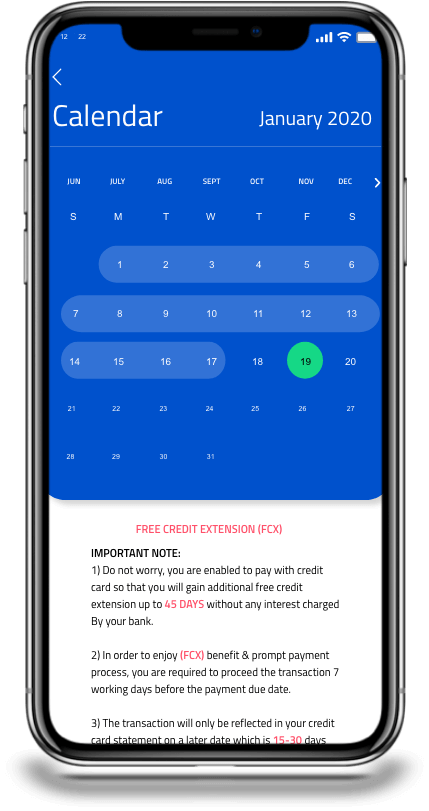 12 22
Calendar January 2020
JUN JULY AUG SEPT OCT NOV DEC
S M T W T F S
1 2 3 4 5 6
7 8 9 10 11 12 13
14 15 16 17 18 19 20
21 22 23 24 25 26 27
28 29 30 31
FREE CREDIT EXTENSION (FCX)
IMPORTANT NOTE:
1) Do not worry, you are enabled to pay with credit
card so that you will gain additional free credit
extension up to 45 DAYS without any interest charged
By your bank.
2) In order to enjoy (FCX) benefit & prompt payment
process, you are required to proceed the transaction 7
working days before the payment due date.
3) The transaction will only be reflected in your credit
card statement on a later date which is 15-30 days